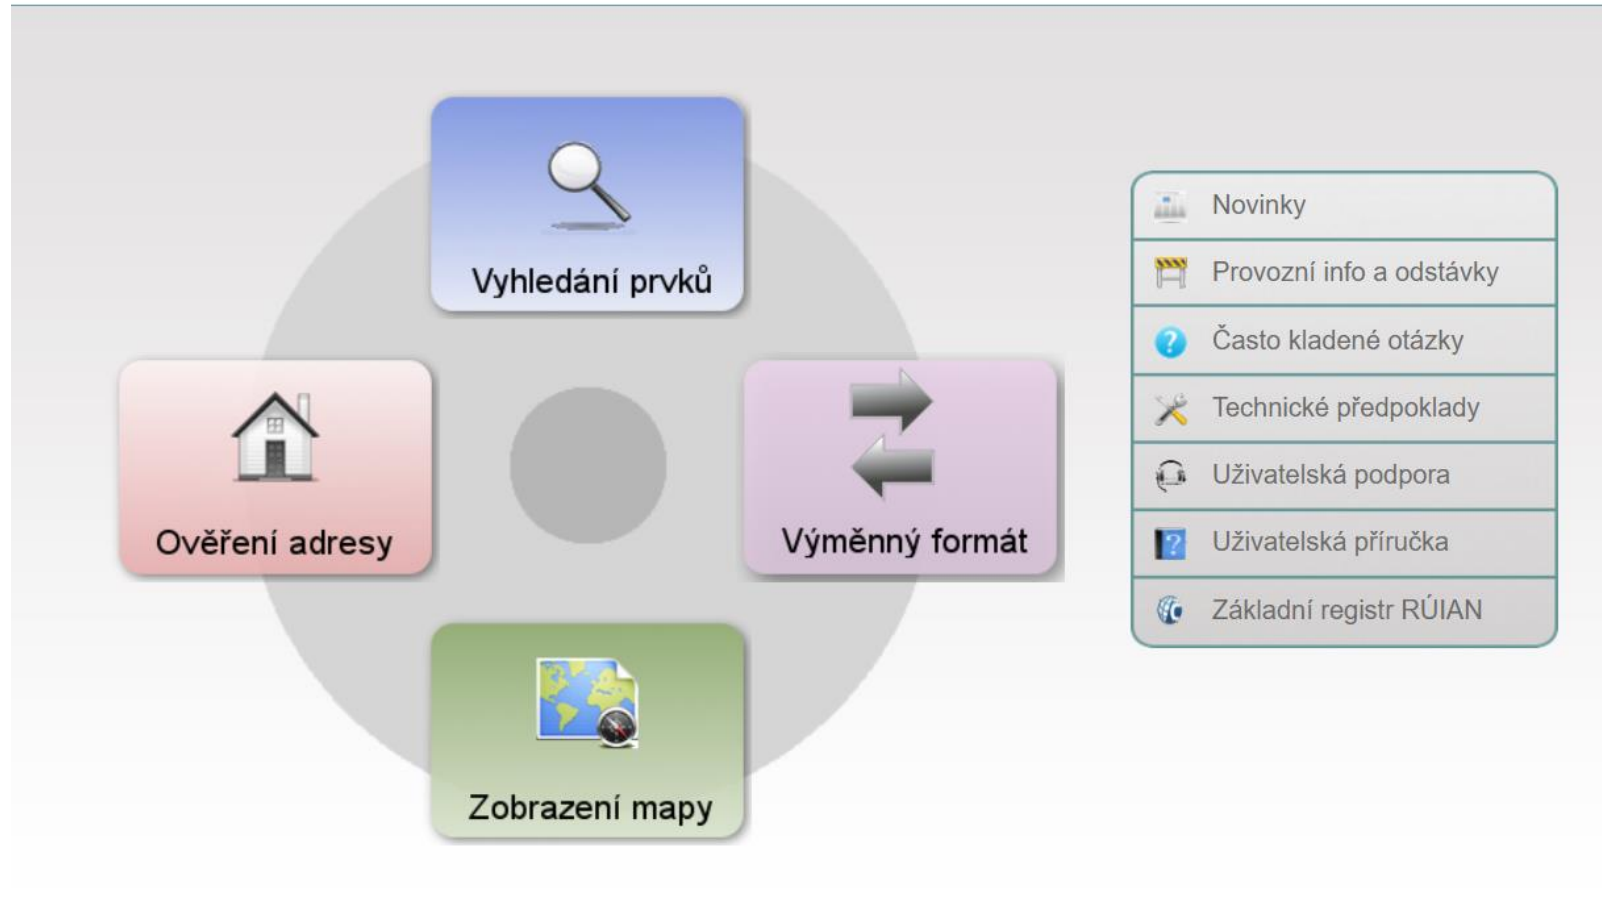 Vyhledání prvků
Ověření adresy
Výměnný formát
Zobrazení mapy
Novinky
Provozní info a odstávky
Často kladené otázky
Technické předpoklady
Uživatelská podpora
Uživatelská příručka
Základní registr RÚIAN